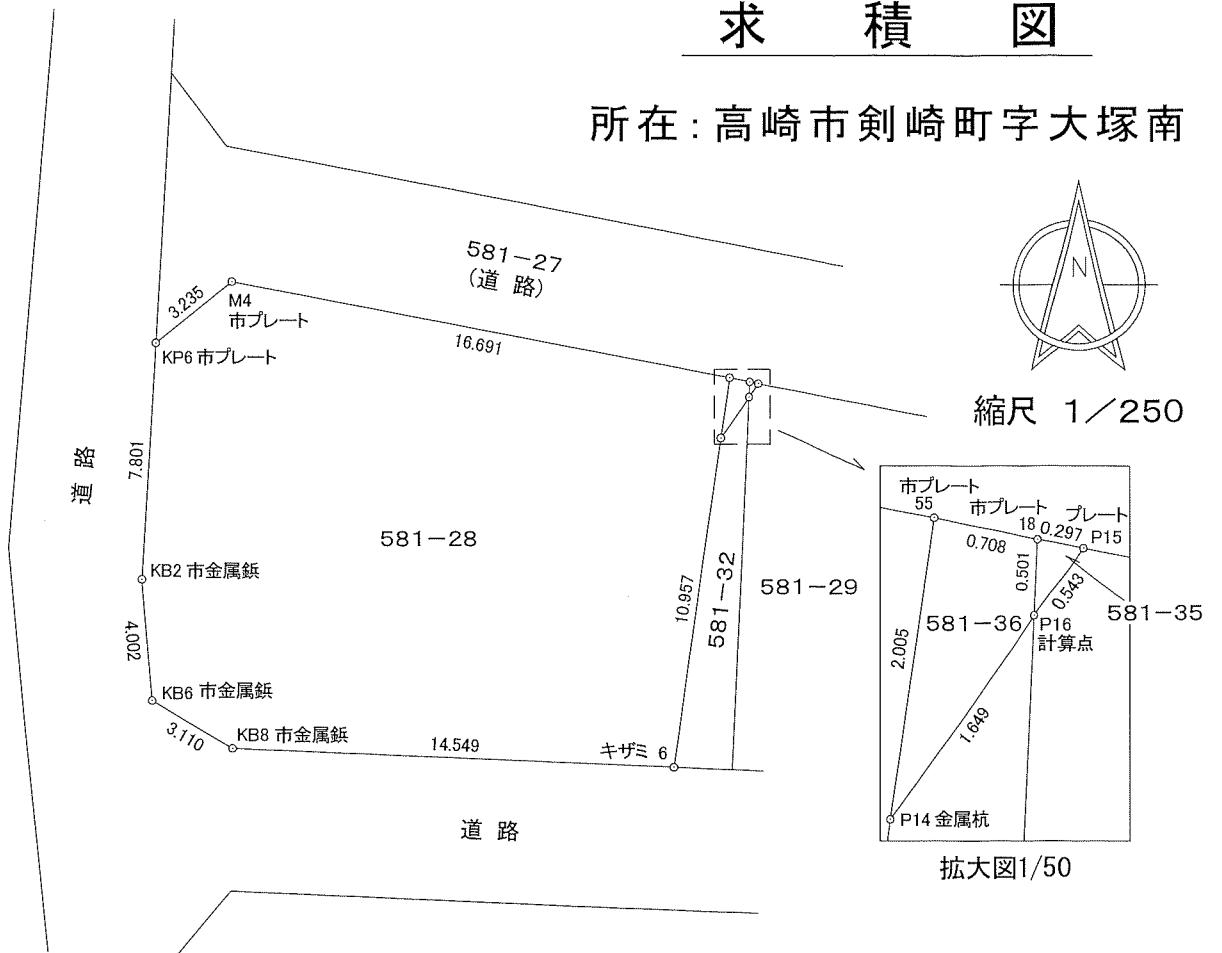 求積図
所在：高崎市剣崎町字大塚南
N
縮尺 1／250
581－27
(道 路)
3.235
M4
市プレート
KP6 市プレート
16.691
7.801
道 路
581－28
KB2 市金属鋲
4.002
KB6 市金属鋲
3.110
KB8 市金属鋲
14.549
キザミ 6
10.957
581－32
581－29
道 路
市プレート
55
市プレート
18
プレート
P15
0.297
0.708
0.501
0.543
581－35
581－36
P16
計算点
2.005
1.649
P14 金属杭
拡大図1/50